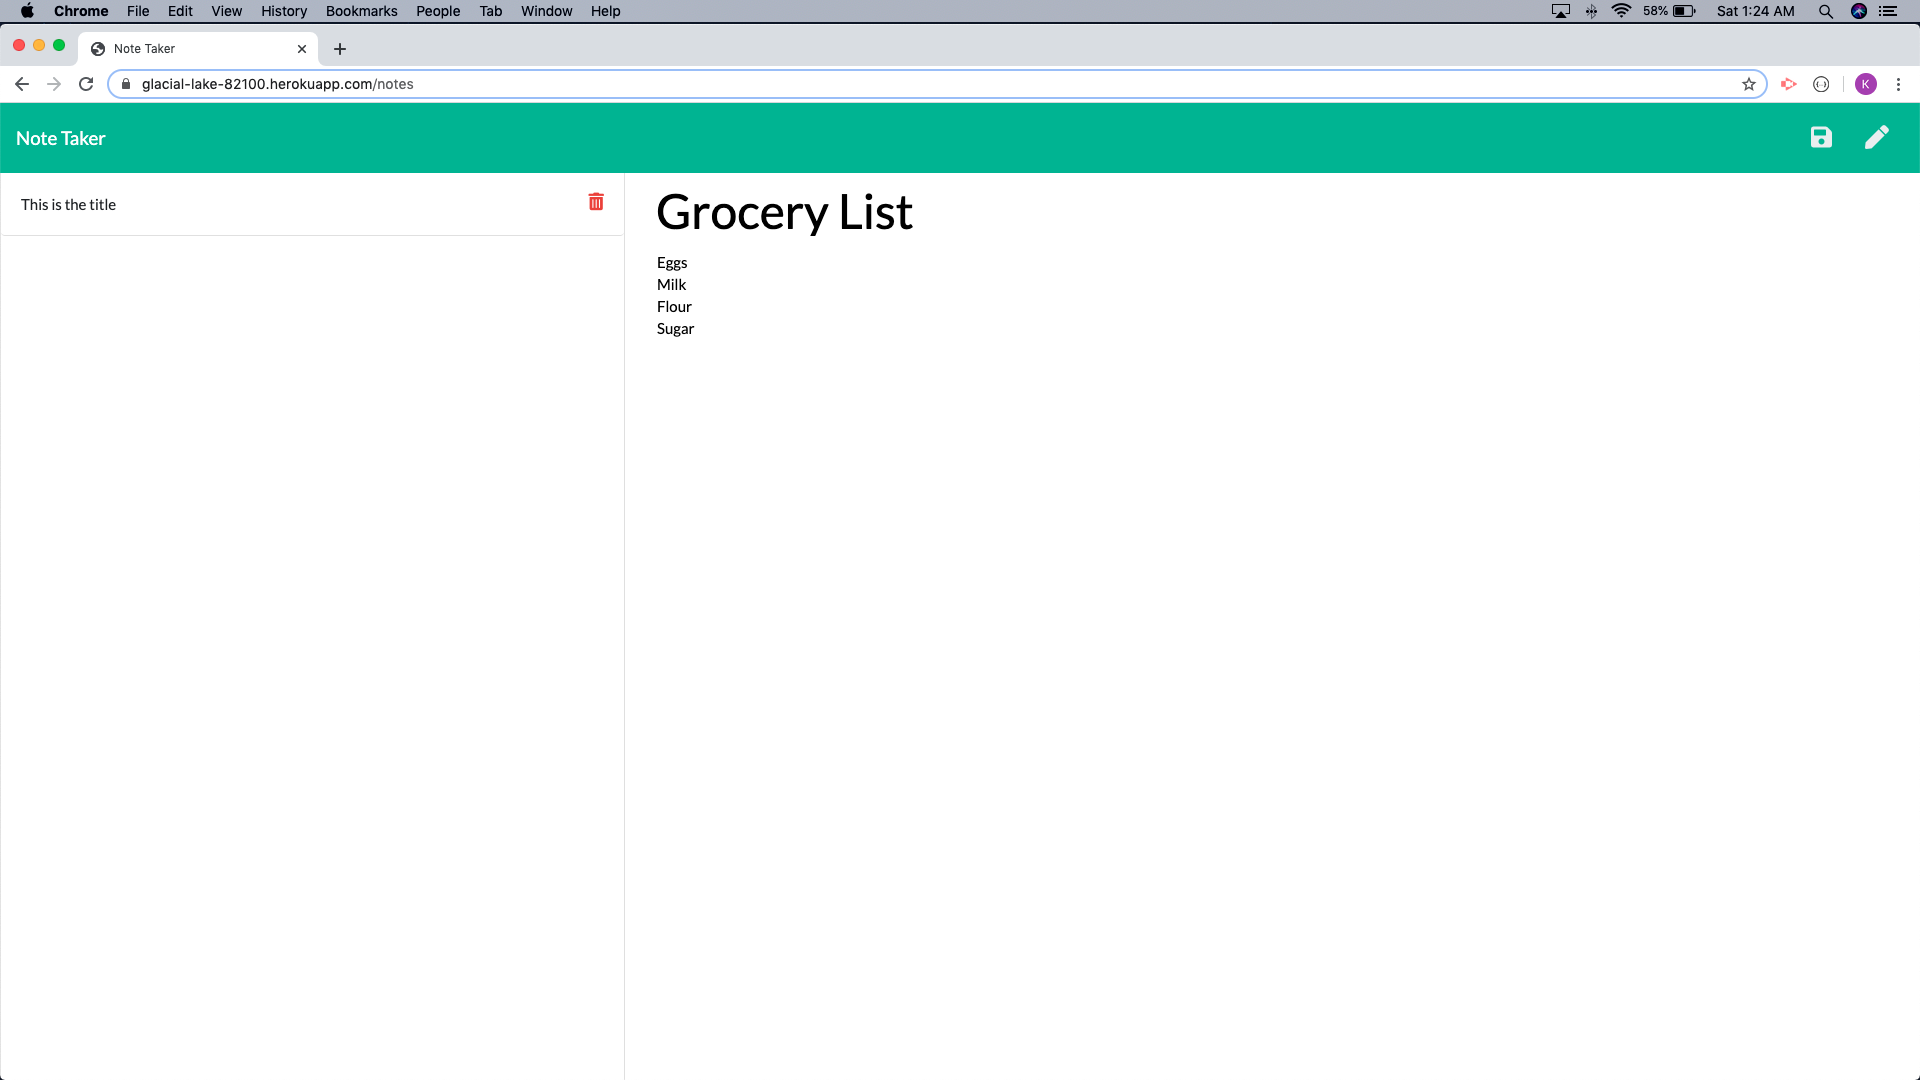 Chrome File Edit View History Bookmarks People Tab Window Help 58% Sat 1:24 AM
Note Taker
glacial-lake-82100.herokuapp.com/notes K
Note Taker
This is the title
Grocery List
Eggs
Milk
Flour
Sugar